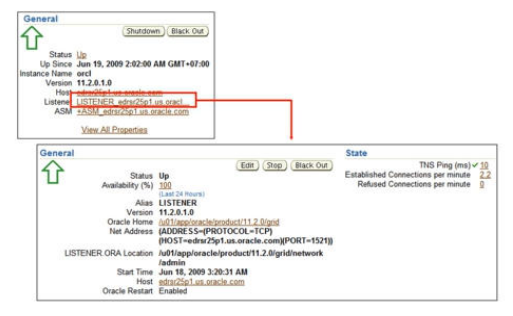 General
Shutdown Black Out
Status Up
Up Since Jun 19, 2009 2:02:00 AM GMT+07:00
Instance Name orcl
Version 11.2.0.1.0
Host edrsr25p1.us.oracle.com
Listener LISTENER_edrsr25p1.us.oracl...
ASM +ASM_edrsr25p1.us.oracle.com
View All Properties
General
Edit Stop Black Out
Status Up
Availability (%) 100
(Last 24 Hours)
Alias LISTENER
Version 11.2.0.1.0
Oracle Home /u01/app/oracle/product/11.2.0/grid
Net Address (ADDRESS=(PROTOCOL=TCP)
(HOST=edrsr25p1.us.oracle.com)(PORT=1521))
LISTENER.ORA Location /u01/app/oracle/product/11.2.0/grid/network
/admin
Start Time Jun 18, 2009 3:20:31 AM
Host edrsr25p1.us.oracle.com
Oracle Restart Enabled
State
TNS Ping (ms) 10
Established Connections per minute 2.2
Refused Connections per minute 0